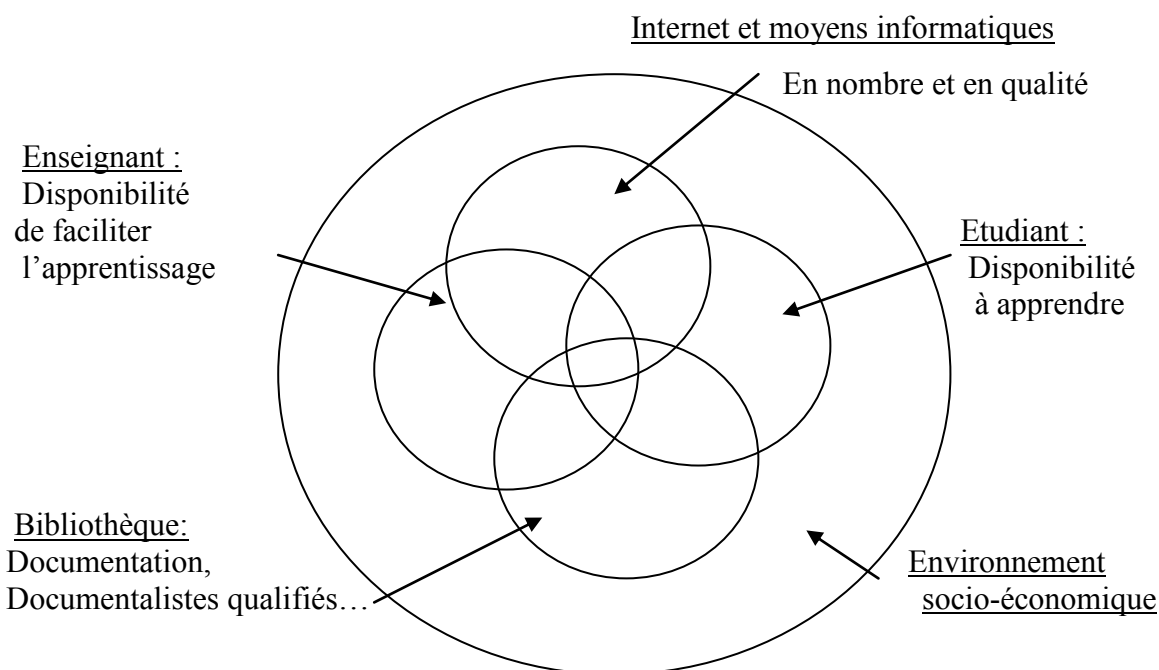 Internet et moyens informatiques
En nombre et en qualité
Enseignant :
Disponibilité
de faciliter
l’apprentissage
Etudiant :
Disponibilité
à apprendre
Bibliothèque:
Documentation,
Documentalistes qualifiés…
Environnement
socio-économique